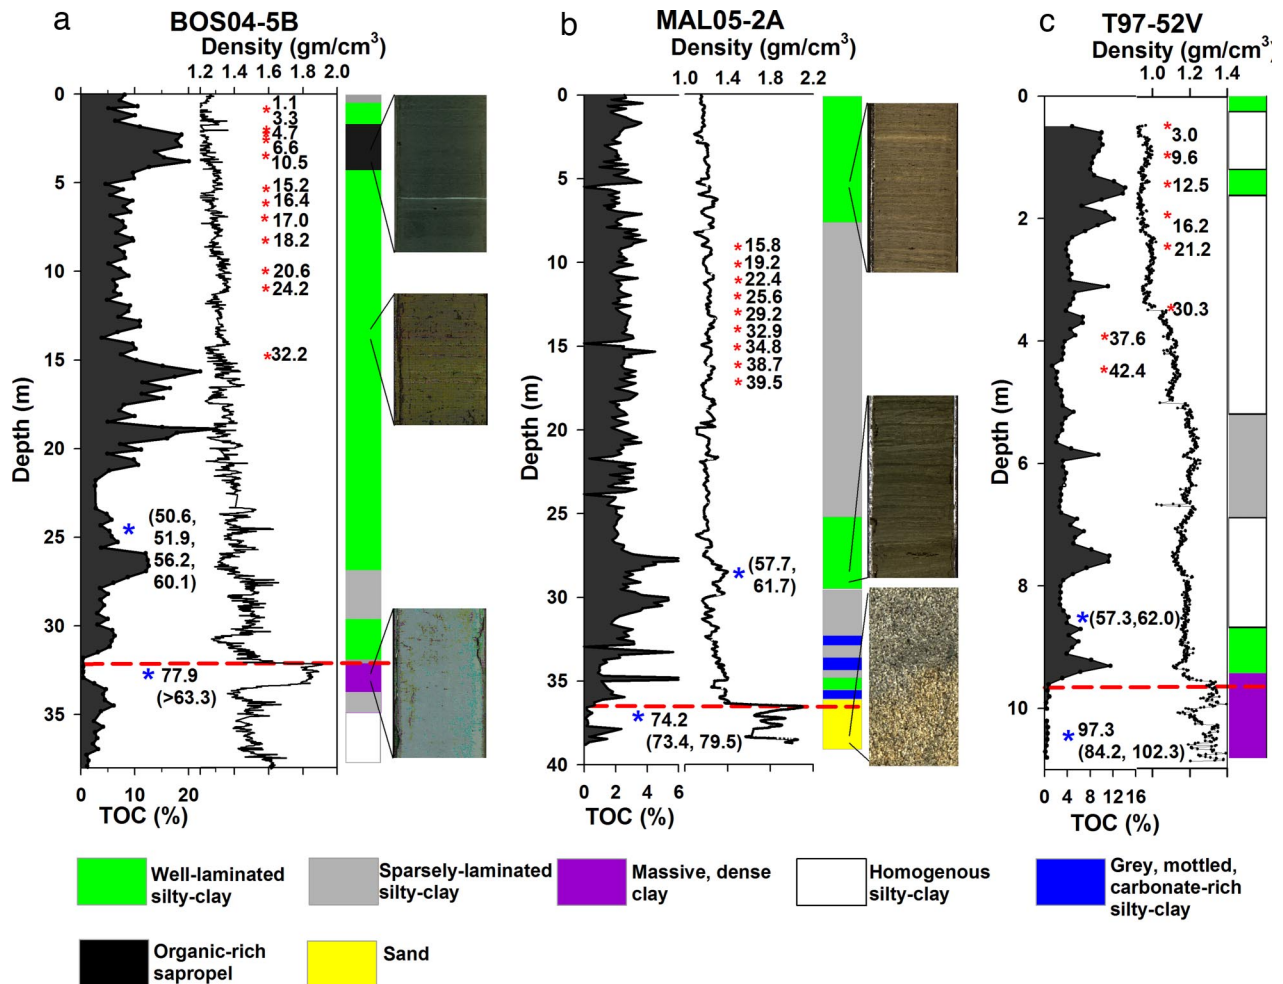 a
BOS04-5B
Density (gm/cm3)
1.2 1.4 1.6 1.8 2.0
0
5
10
15
20
25
30
35
Depth (m)
*1.1
*3.3
*4.7
*6.6
*10.5
*15.2
*16.4
*17.0
*18.2
*20.6
*24.2
*32.2
* (50.6,
51.9,
56.2,
60.1)
* 77.9
(>63.3)
0 10 20
TOC (%)
b
MAL05-2A
Density (gm/cm3)
1.0 1.4 1.8 2.2
0
5
10
15
20
25
30
35
40
Depth (m)
*15.8
*19.2
*22.4
*25.6
*29.2
*32.9
*34.8
*38.7
*39.5
* (57.7,
61.7)
* 74.2
(73.4, 79.5)
0 2 4 6
TOC (%)
c
T97-52V
Density (gm/cm3)
1.0 1.2 1.4
0
2
4
6
8
10
Depth (m)
* 3.0
*9.6
*12.5
* 16.2
*21.2
*30.3
*37.6
*42.4
*(57.3,62.0)
* 97.3
(84.2, 102.3)
0 4 8 12 16
TOC (%)
Well-laminated
silty-clay
Sparsely-laminated
silty-clay
Massive, dense
clay
Homogenous
silty-clay
Grey, mottled,
carbonate-rich
silty-clay
Organic-rich
sapropel
Sand